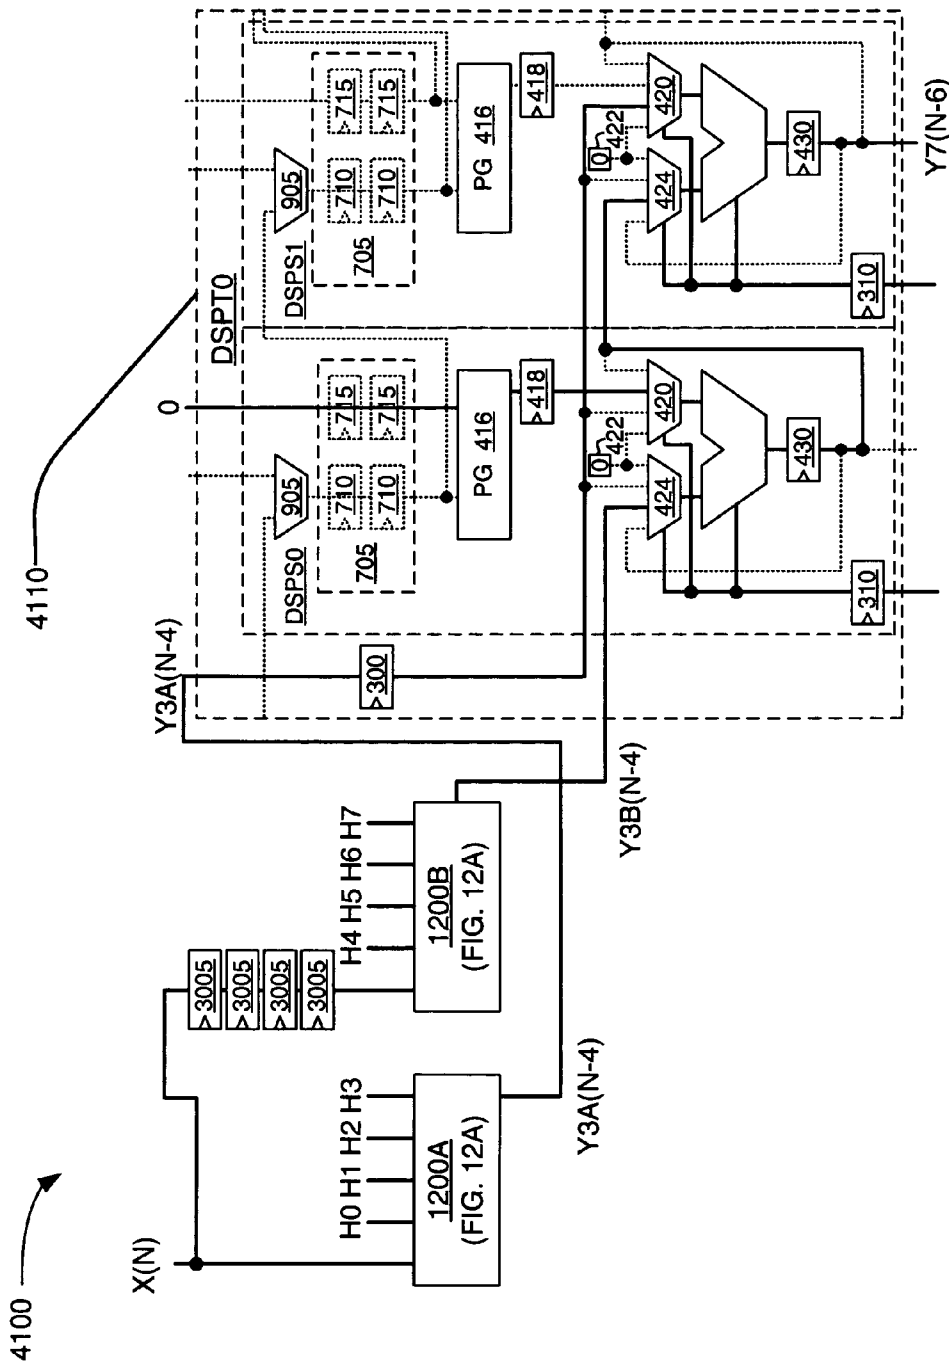 4100
4110
X(N)
Y3A(N-4)
0
DSPT0
3005
3005
3005
3005
DSPS0
905
DSPS1
905
H0 H1 H2 H3
H4 H5 H6 H7
710
715
710
715
705
705
300
710
715
710
715
1200A
(FIG. 12A)
1200B
(FIG. 12A)
PG 416
PG 416
418
418
Y3A(N-4)
Y3B(N-4)
0
422
0
422
424
420
424
420
430
430
310
310
Y7(N-6)